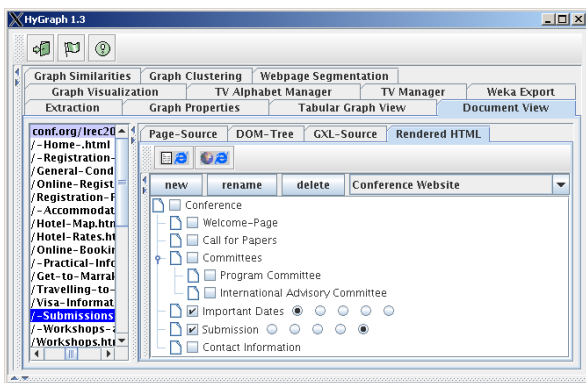 HyGraph 1.3
Graph Similarities Graph Clustering Webpage Segmentation
Graph Visualization TV Alphabet Manager TV Manager Weka Export
Extraction Graph Properties Tabular Graph View Document View
Page-Source DOM-Tree GXL-Source Rendered HTML
new rename delete Conference Website
conf.org/lrec20
/-Home-.html
/-Registration-
/General-Cond
/Online-Regist
/Registration-F
/-Accommodat
/Hotel-Map.htm
/Hotel-Rates.ht
/Online-Bookin
/-Practical-Info
/Get-to-Marrak
/Travelling-to-
/Visa-Informat
/-Submissions
/-Workshops-a
/Workshops.htm
Conference
Welcome-Page
Call for Papers
Committees
Program Committee
International Advisory Committee
Important Dates
Submission
Contact Information